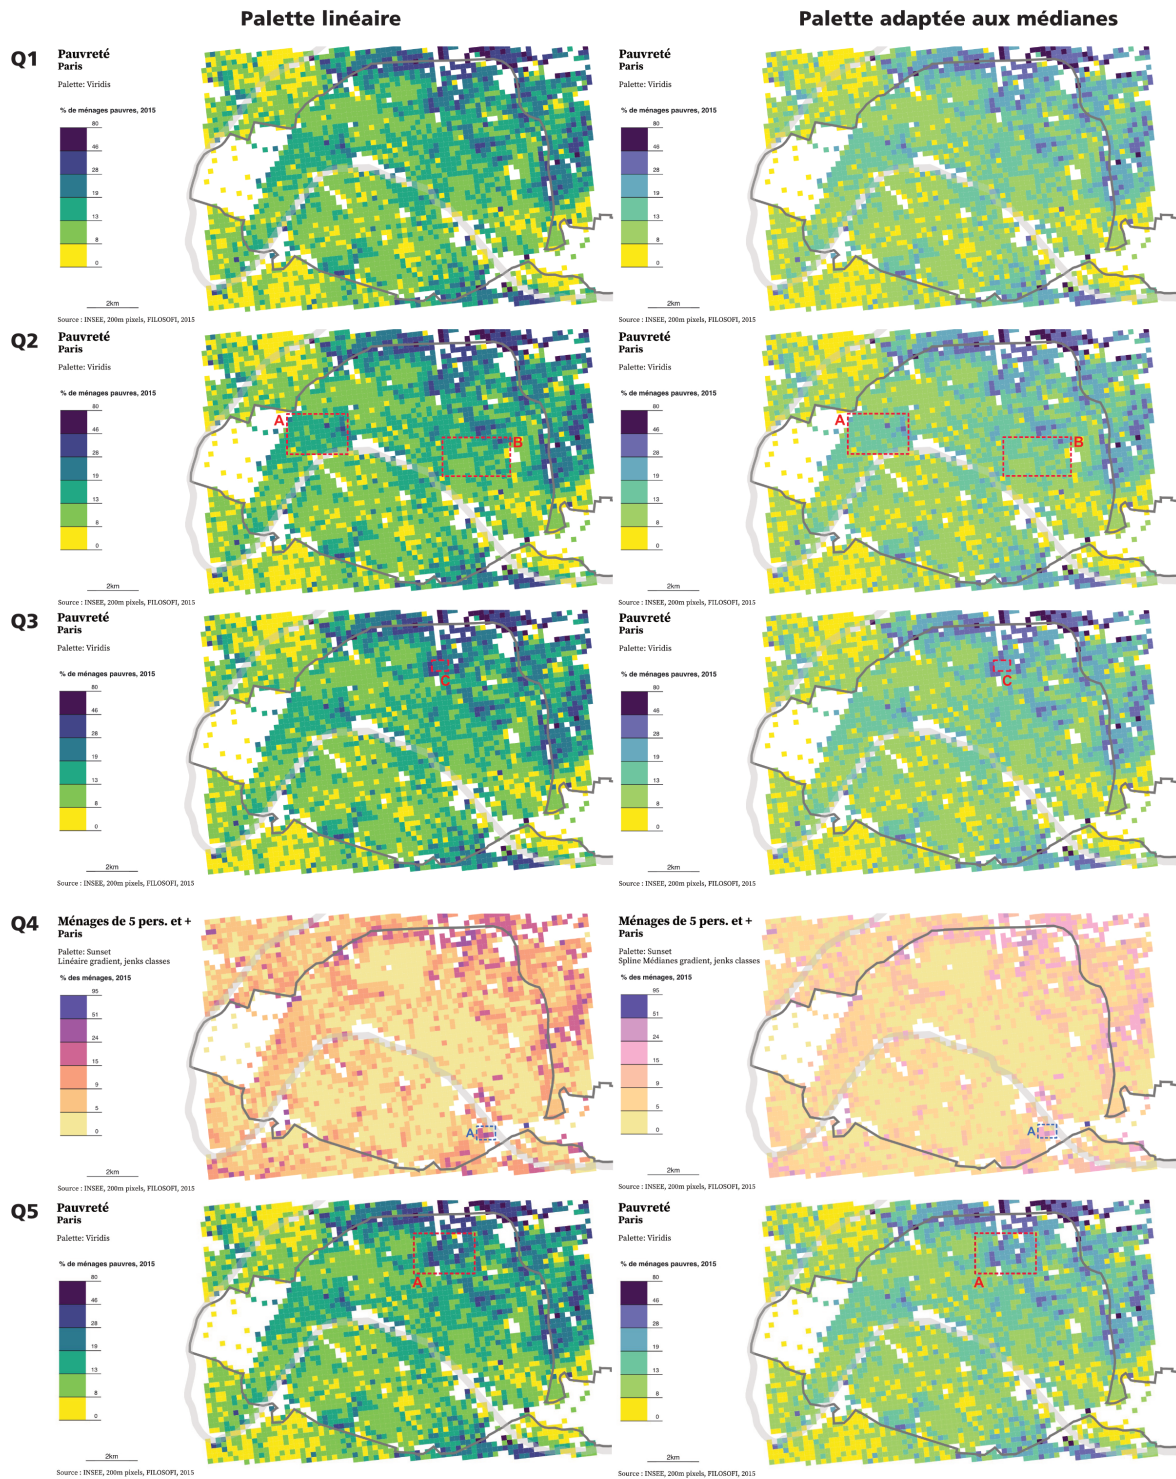 Palette linéaire
Palette adaptée aux médianes
Q1
Pauvreté
Paris
Palette: Viridis
% de ménages pauvres, 2015
80
46
28
19
13
8
0
2km
Source : INSEE, 200m pixels, FILOSOFI, 2015
Pauvreté
Paris
Palette: Viridis
% de ménages pauvres, 2015
80
46
28
19
13
8
0
2km
Source : INSEE, 200m pixels, FILOSOFI, 2015
Q2
Pauvreté
Paris
Palette: Viridis
% de ménages pauvres, 2015
80
46
28
19
13
8
0
2km
Source : INSEE, 200m pixels, FILOSOFI, 2015
A
B
Pauvreté
Paris
Palette: Viridis
% de ménages pauvres, 2015
80
46
28
19
13
8
0
2km
Source : INSEE, 200m pixels, FILOSOFI, 2015
A
B
Q3
Pauvreté
Paris
Palette: Viridis
% de ménages pauvres, 2015
80
46
28
19
13
8
0
2km
Source : INSEE, 200m pixels, FILOSOFI, 2015
C
Pauvreté
Paris
Palette: Viridis
% de ménages pauvres, 2015
80
46
28
19
13
8
0
2km
Source : INSEE, 200m pixels, FILOSOFI, 2015
C
Q4
Ménages de 5 pers. et +
Paris
Palette: Sunset
Linéaire gradient, jenks classes
% des ménages, 2015
95
51
24
15
9
5
0
2km
Source : INSEE, 200m pixels, FILOSOFI, 2015
A
Ménages de 5 pers. et +
Paris
Palette: Sunset
Spline Médianes gradient, jenks classes
% des ménages, 2015
95
51
24
15
9
5
0
2km
Source : INSEE, 200m pixels, FILOSOFI, 2015
A
Q5
Pauvreté
Paris
Palette: Viridis
% de ménages pauvres, 2015
80
46
28
19
13
8
0
2km
Source : INSEE, 200m pixels, FILOSOFI, 2015
A
Pauvreté
Paris
Palette: Viridis
% de ménages pauvres, 2015
80
46
28
19
13
8
0
2km
Source : INSEE, 200m pixels, FILOSOFI, 2015
A